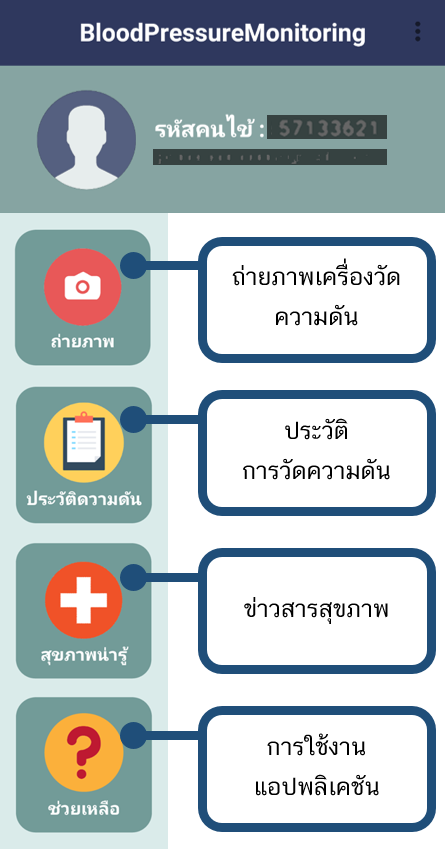 BloodPressureMonitoring
รหัสคนไข้ : 57133621
ถ่ายภาพ
ถ่ายภาพเครื่องวัด
ความดัน
ประวัติความดัน
ประวัติ
การวัดความดัน
สุขภาพน่ารู้
ข่าวสารสุขภาพ
ช่วยเหลือ
การใช้งาน
แอปพลิเคชัน